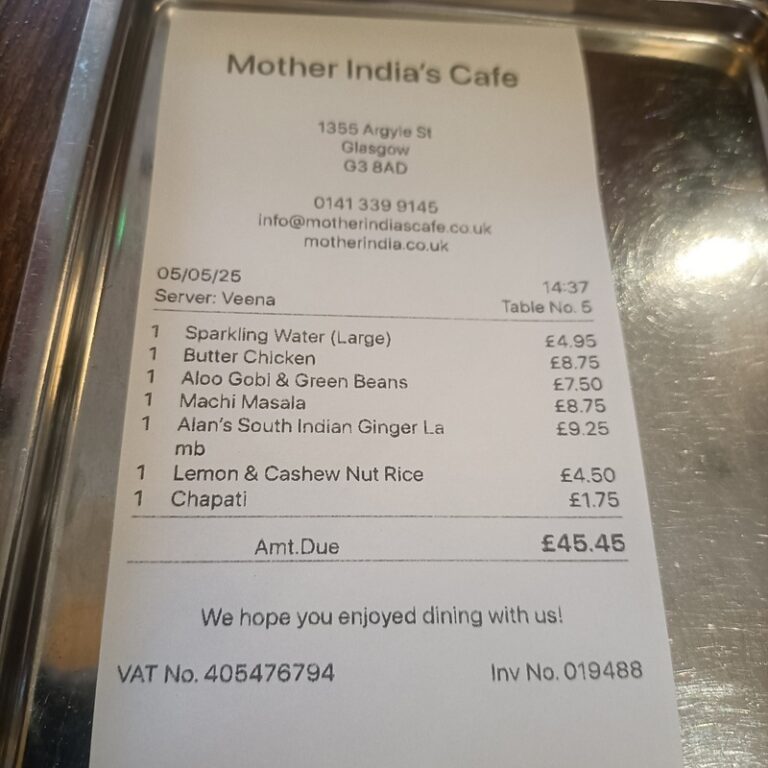 Mother India's Cafe
1355 Argyle St
Glasgow
G3 8AD
0141 339 9145
info@motherindiascafe.co.uk
motherindia.co.uk
05/05/25 14:37
Server: Veena Table No. 5
1 Sparkling Water (Large) £4.95
1 Butter Chicken £8.75
1 Aloo Gobi & Green Beans £7.50
1 Machi Masala £8.75
1 Alan's South Indian Ginger La £9.25
mb
1 Lemon & Cashew Nut Rice £4.50
1 Chapati £1.75
Amt.Due £45.45
We hope you enjoyed dining with us!
VAT No. 405476794 Inv No. 019488